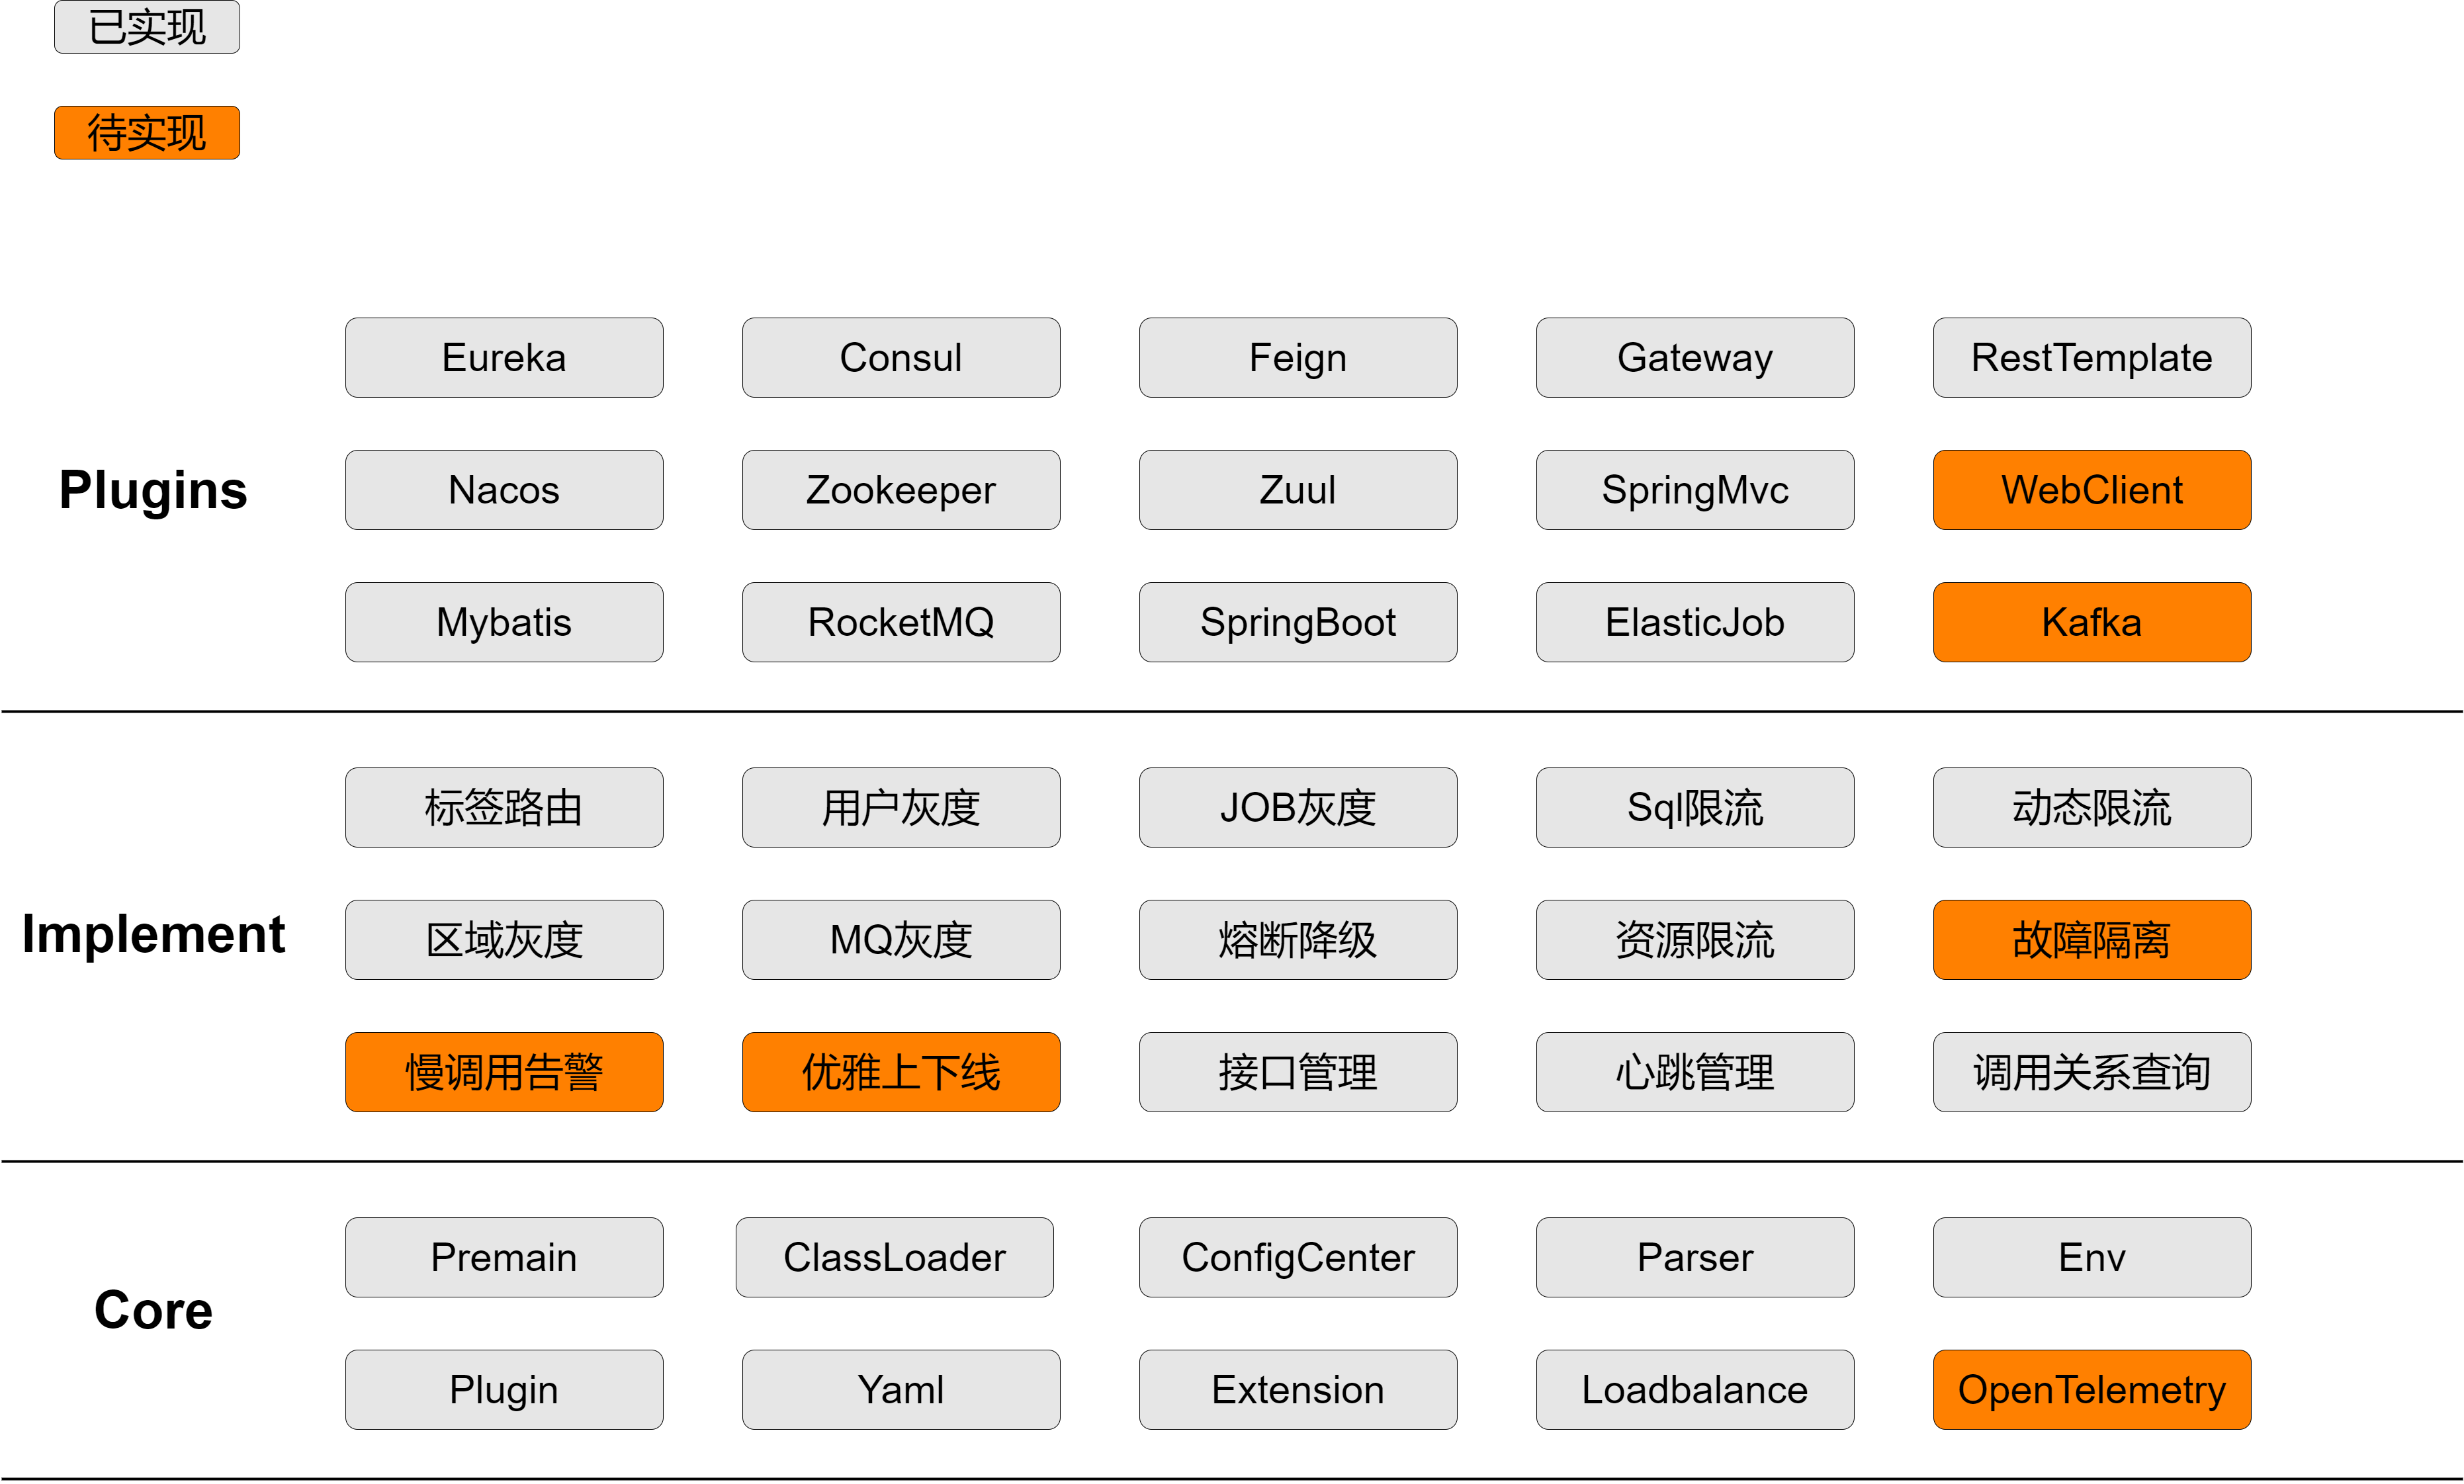 已实现
待实现
Eureka
Consul
Feign
Gateway
RestTemplate
Plugins
Nacos
Zookeeper
Zuul
SpringMvc
WebClient
Mybatis
RocketMQ
SpringBoot
ElasticJob
Kafka
标签路由
用户灰度
JOB灰度
Sql限流
动态限流
Implement
区域灰度
MQ灰度
熔断降级
资源限流
故障隔离
慢调用告警
优雅上下线
接口管理
心跳管理
调用关系查询
Premain
ClassLoader
ConfigCenter
Parser
Env
Core
Plugin
Yaml
Extension
Loadbalance
OpenTelemetry